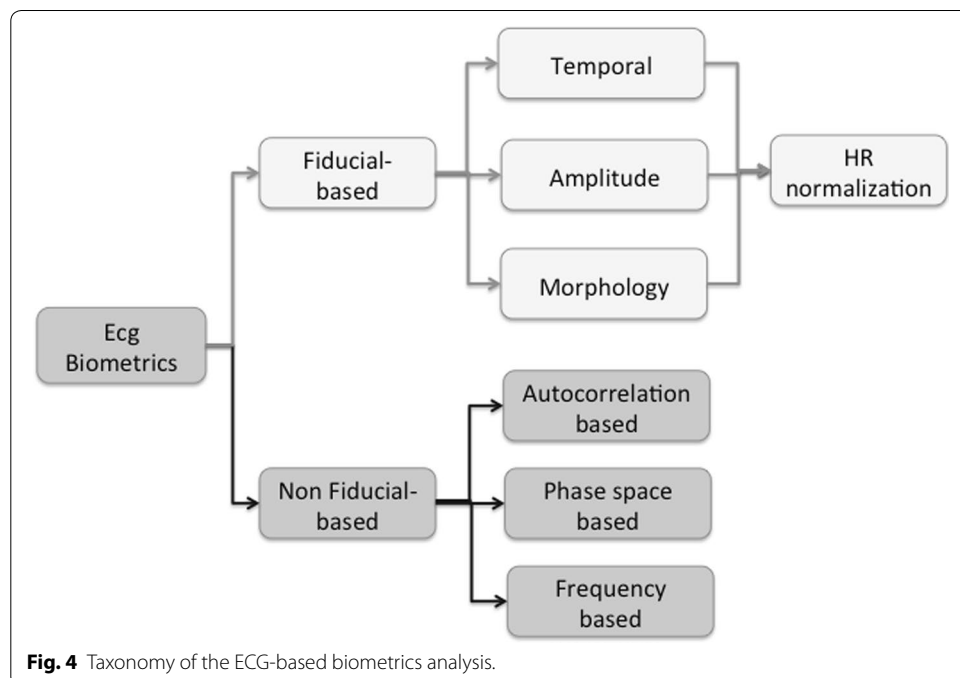 Temporal
Fiducial-
based
Amplitude
HR
normalization
Morphology
Ecg
Biometrics
Autocorrelation
based
Non Fiducial-
based
Phase space
based
Frequency
based
Fig. 4 Taxonomy of the ECG-based biometrics analysis.